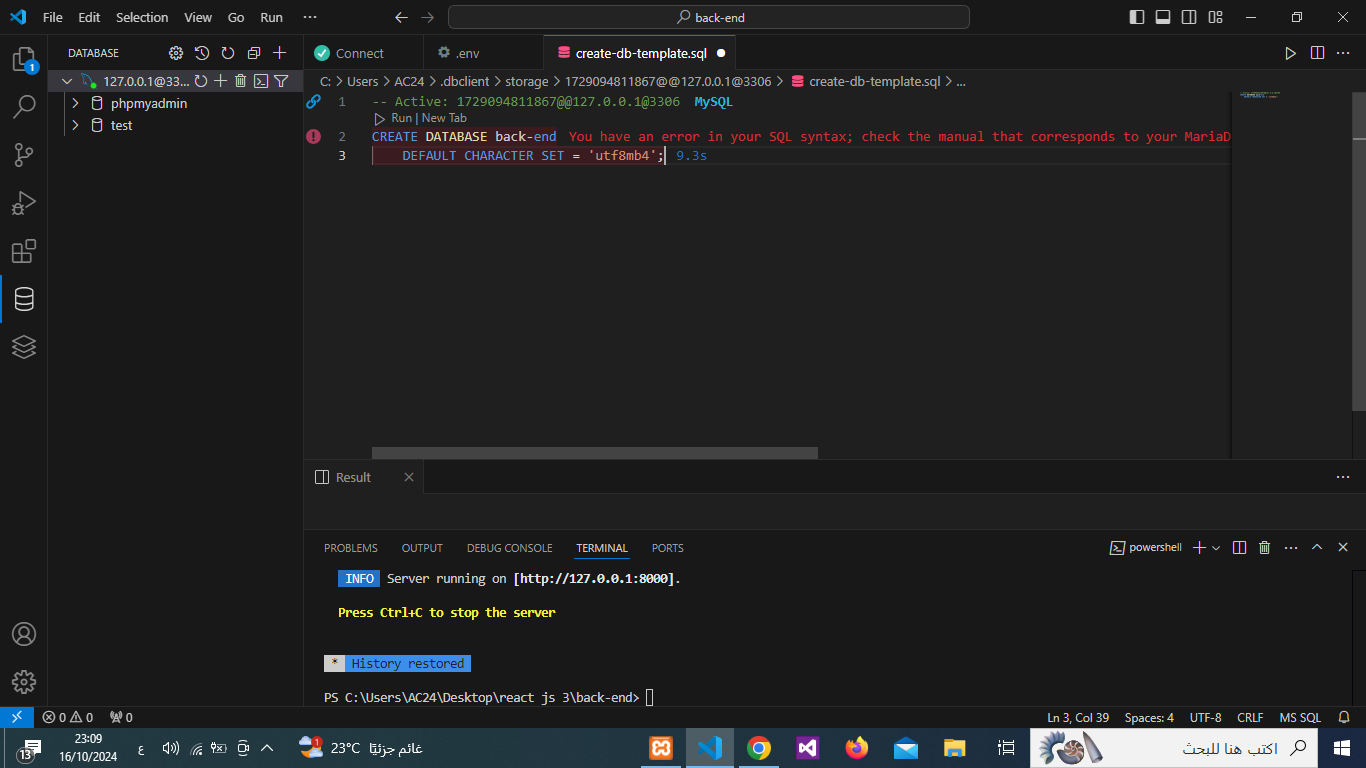 File Edit Selection View Go Run ··· back-end
DATABASE
Connect .env create-db-template.sql
127.0.0.1@33...
phpmyadmin
test
C: > Users > AC24 > .dbclient > storage > 1729094811867@@127.0.0.1@3306 > create-db-template.sql > ...
1 -- Active: 1729094811867@@127.0.0.1@3306 MySQL
Run | New Tab
2 CREATE DATABASE back-end You have an error in your SQL syntax; check the manual that corresponds to your MariaD
3 DEFAULT CHARACTER SET = 'utf8mb4'; 9.3s
Result
PROBLEMS OUTPUT DEBUG CONSOLE TERMINAL PORTS powershell
INFO Server running on [http://127.0.0.1:8000].
Press Ctrl+C to stop the server
* History restored
PS C:\Users\AC24\Desktop\react js 3\back-end>
0 0 0 Ln 3, Col 39 Spaces: 4 UTF-8 CRLF MS SQL
13 23:09 ع 23°C غائم جزئيًا 1 اكتب هنا للبحث
16/10/2024
1